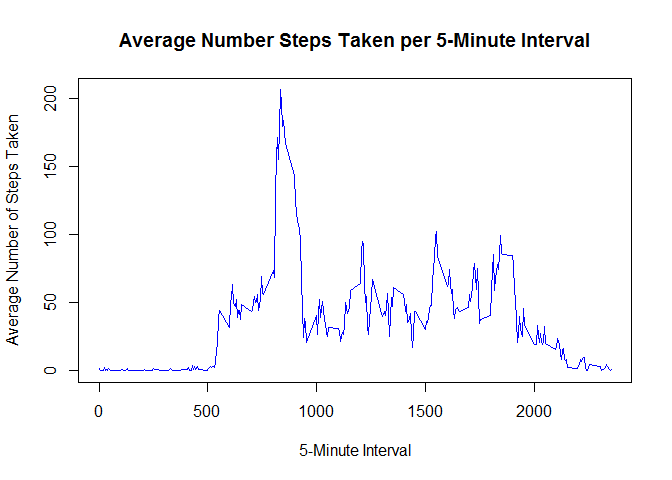 Average Number Steps Taken per 5-Minute Interval
Average Number of Steps Taken
200
150
100
50
0
0 500 1000 1500 2000
5-Minute Interval